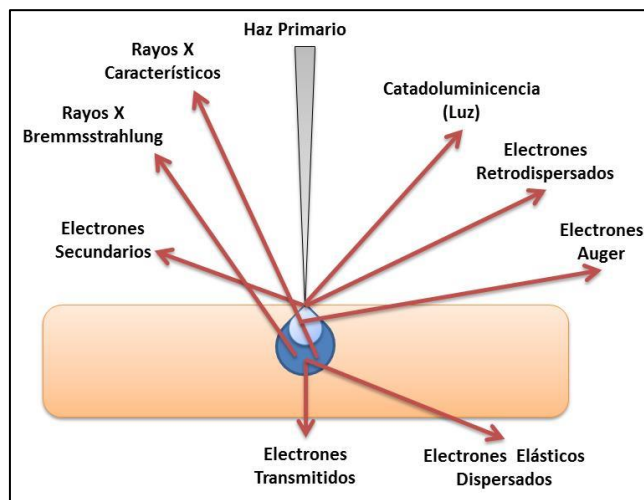 Haz Primario
Rayos X
Característicos
Catadoluminicencia
(Luz)
Rayos X
Bremmsstrahlung
Electrones
Retrodispersados
Electrones
Secundarios
Electrones
Auger
Electrones
Transmitidos
Electrones Elásticos
Dispersados